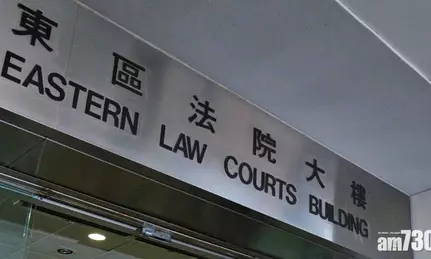 東區法院大樓
EASTERN LAW COURTS BUILDING
am730